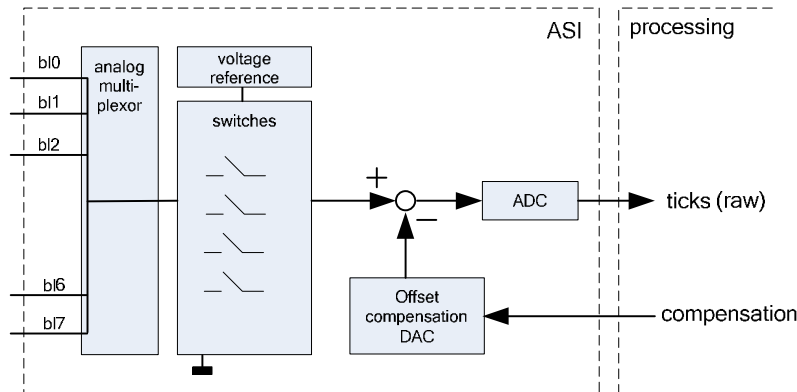 ASI
processing
bl0
bl1
bl2
bl6
bl7
analog
multi-
plexor
voltage
reference
switches
+
−
ADC
ticks (raw)
Offset
compensation
DAC
compensation